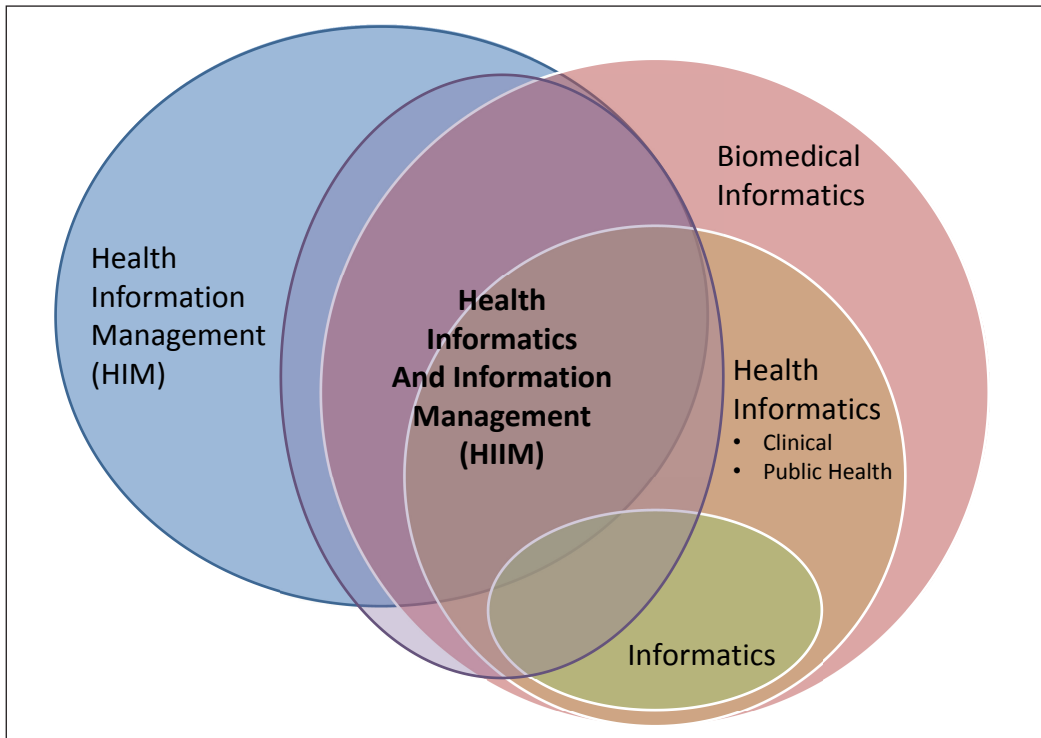 Biomedical
Informatics
Health
Information
Management
(HIM)
Health
Informatics
And Information
Management
(HIIM)
Health
Informatics
• Clinical
• Public Health
Informatics